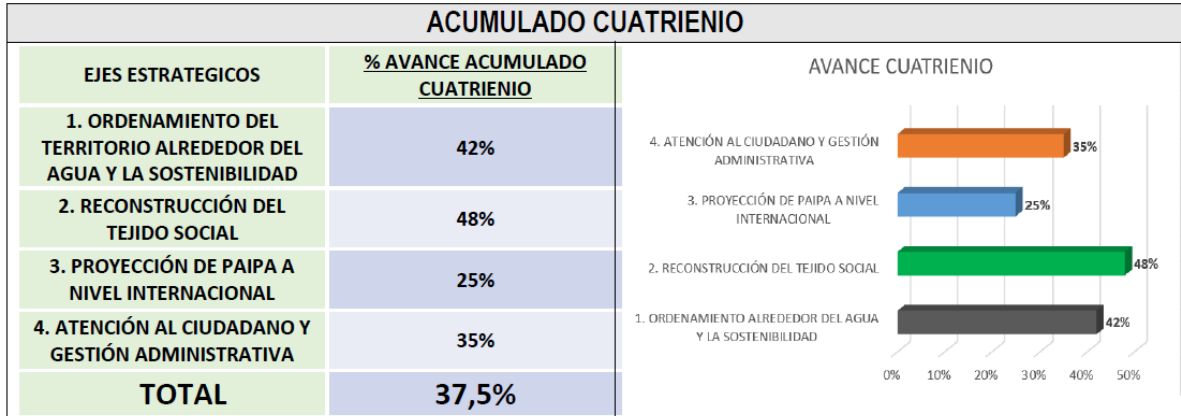 ACUMULADO CUATRIENIO
EJES ESTRATEGICOS
% AVANCE ACUMULADO
CUATRIENIO
1. ORDENAMIENTO DEL
TERRITORIO ALREDEDOR DEL
AGUA Y LA SOSTENIBILIDAD
42%
2. RECONSTRUCCIÓN DEL
TEJIDO SOCIAL
48%
3. PROYECCIÓN DE PAIPA A
NIVEL INTERNACIONAL
25%
4. ATENCIÓN AL CIUDADANO Y
GESTIÓN ADMINISTRATIVA
35%
TOTAL
37,5%
AVANCE CUATRIENIO
4. ATENCIÓN AL CIUDADANO Y GESTIÓN
ADMINISTRATIVA
35%
3. PROYECCIÓN DE PAIPA A NIVEL
INTERNACIONAL
25%
2. RECONSTRUCCIÓN DEL TEJIDO SOCIAL
48%
1. ORDENAMIENTO ALREDEDOR DEL AGUA
Y LA SOSTENIBILIDAD
42%
0% 10% 20% 30% 40% 50%